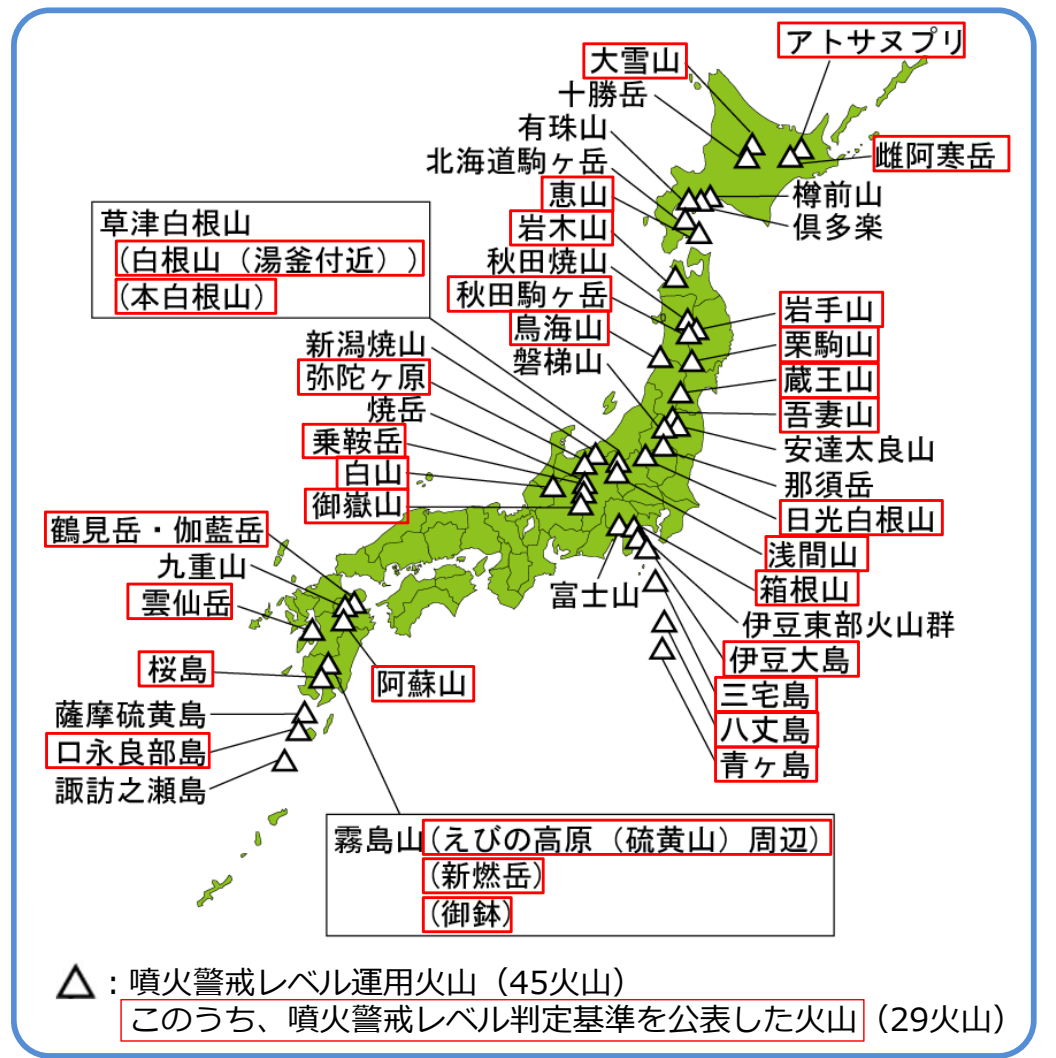 アトサヌプリ
大雪山
十勝岳
有珠山
北海道駒ヶ岳
恵山
岩木山
秋田焼山
秋田駒ヶ岳
鳥海山
磐梯山
雌阿寒岳
樽前山
倶多楽
草津白根山
(白根山（湯釜付近）)
(本白根山)
新潟焼山
弥陀ヶ原
焼岳
乗鞍岳
白山
御嶽山
岩手山
栗駒山
蔵王山
吾妻山
安達太良山
那須岳
日光白根山
浅間山
箱根山
富士山
伊豆東部火山群
伊豆大島
三宅島
八丈島
青ヶ島
鶴見岳・伽藍岳
九重山
雲仙岳
桜島
阿蘇山
薩摩硫黄島
口永良部島
諏訪之瀬島
霧島山(えびの高原（硫黄山）周辺)
(新燃岳)
(御鉢)
△：噴火警戒レベル運用火山（45火山）
このうち、噴火警戒レベル判定基準を公表した火山（29火山）